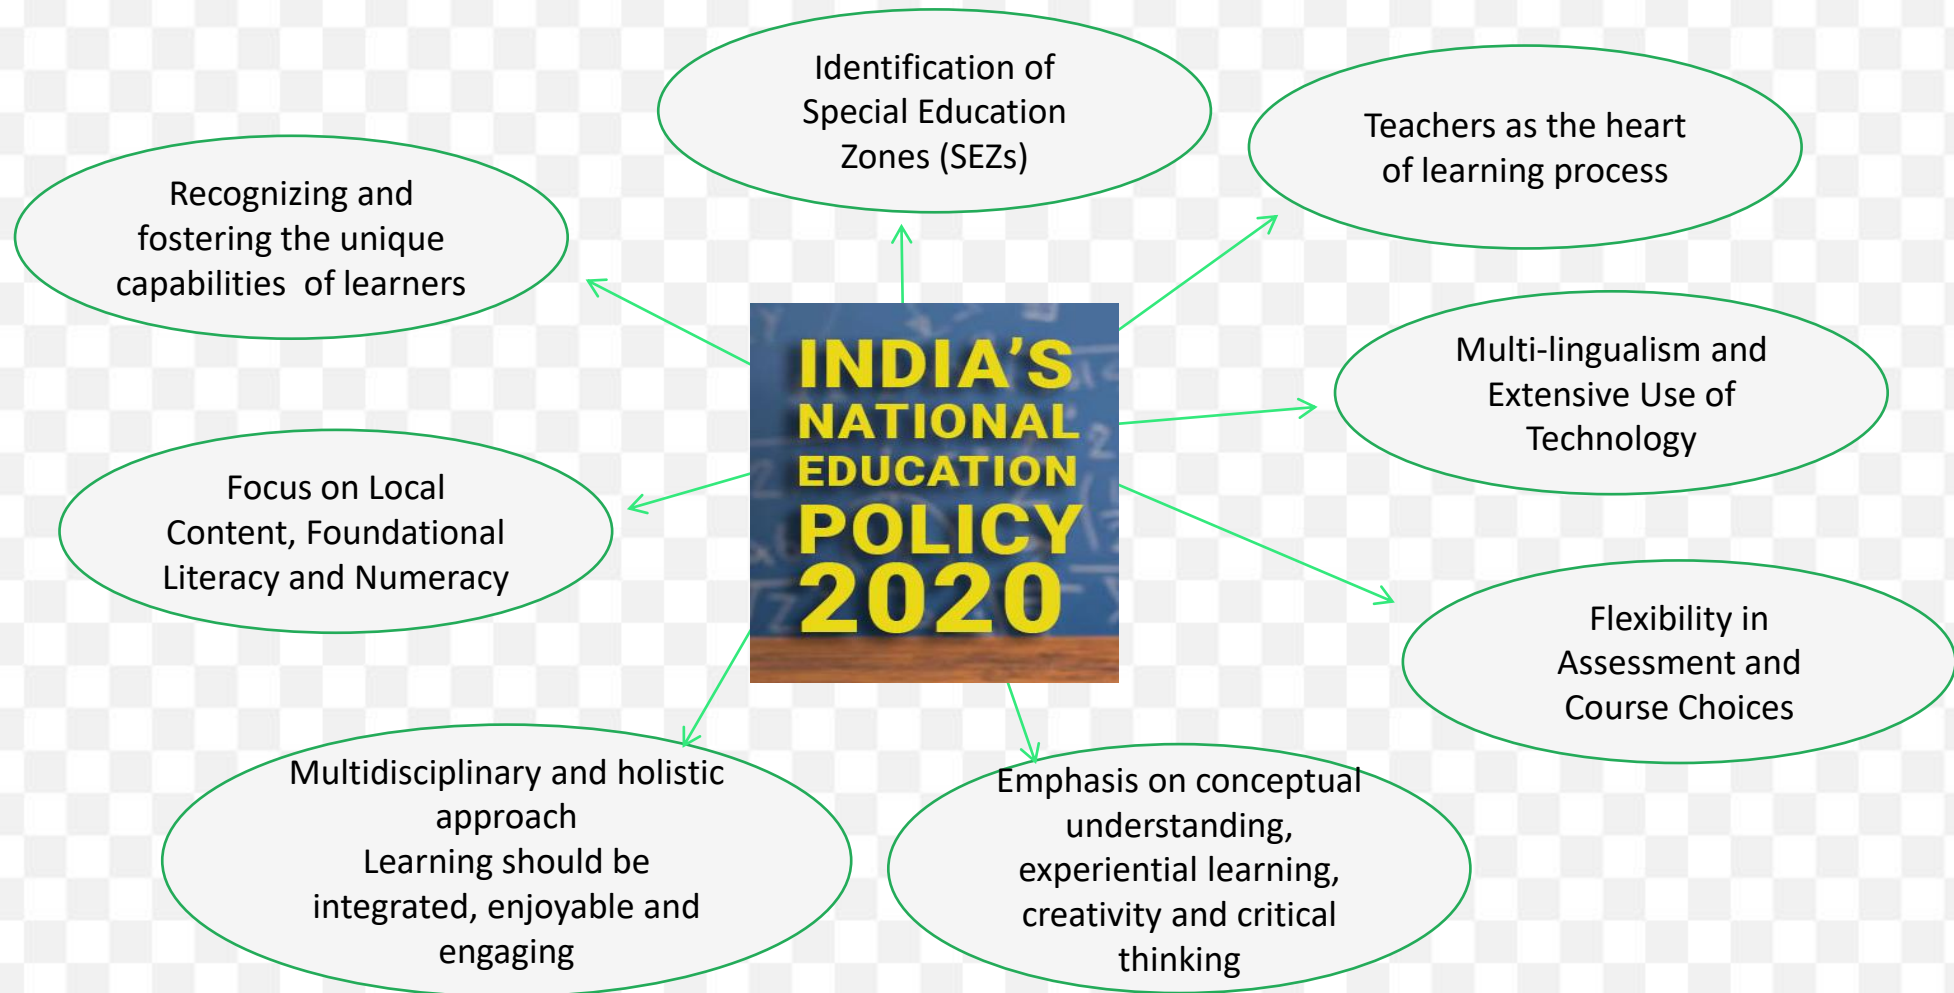 Identification of
Special Education
Zones (SEZs)
Teachers as the heart
of learning process
Recognizing and
fostering the unique
capabilities  of learners
INDIA'S
NATIONAL
EDUCATION
POLICY
2020
Multi-lingualism and
Extensive Use of
Technology
Focus on Local
Content, Foundational
Literacy and Numeracy
Flexibility in
Assessment and
Course Choices
Multidisciplinary and holistic
approach
Learning should be
integrated, enjoyable and
engaging
Emphasis on conceptual
understanding,
experiential learning,
creativity and critical
thinking